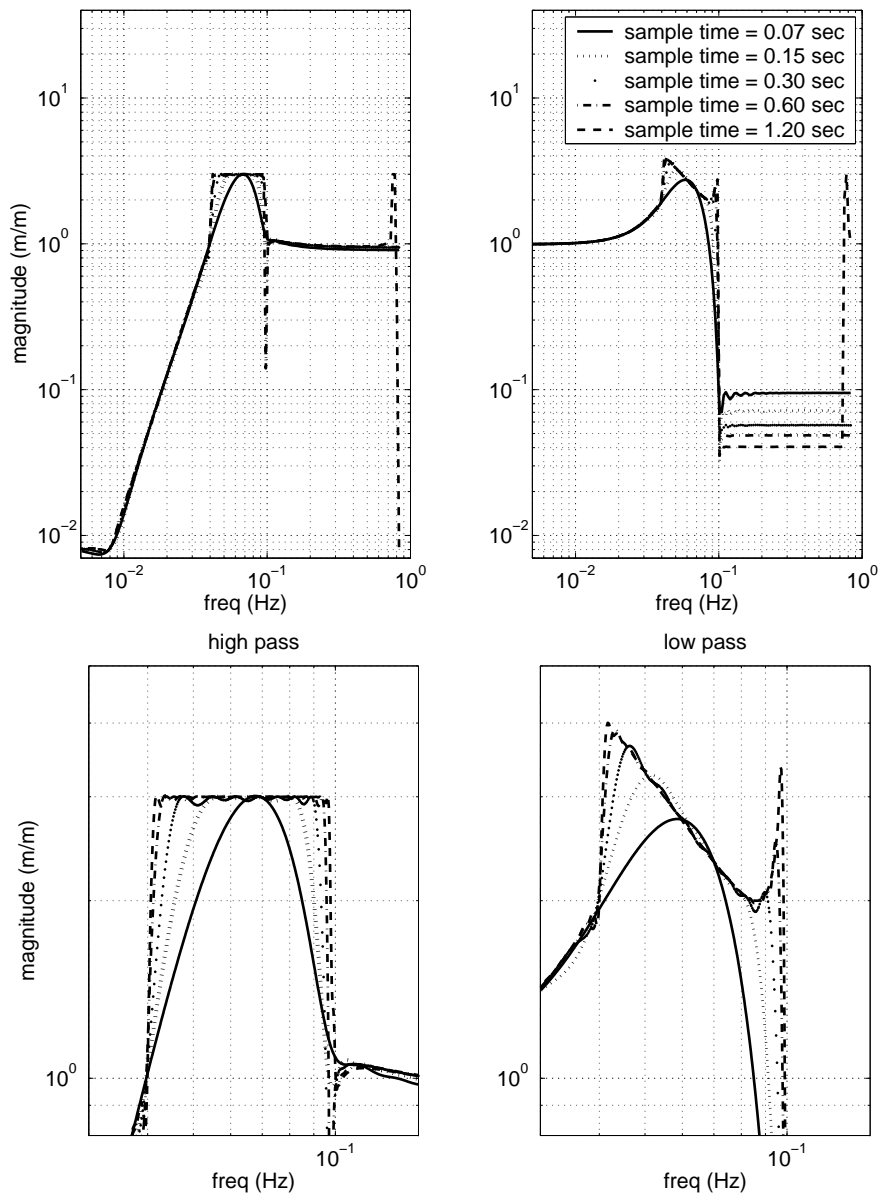 sample time = 0.07 sec
sample time = 0.15 sec
sample time = 0.30 sec
sample time = 0.60 sec
sample time = 1.20 sec
magnitude (m/m)
10¹
10⁰
10⁻¹
10⁻²
10⁻² 10⁻¹ 10⁰
freq (Hz)
10¹
10⁰
10⁻¹
10⁻²
10⁻² 10⁻¹ 10⁰
freq (Hz)
high pass
magnitude (m/m)
10⁰
10⁻¹
freq (Hz)
low pass
10⁰
10⁻¹
freq (Hz)